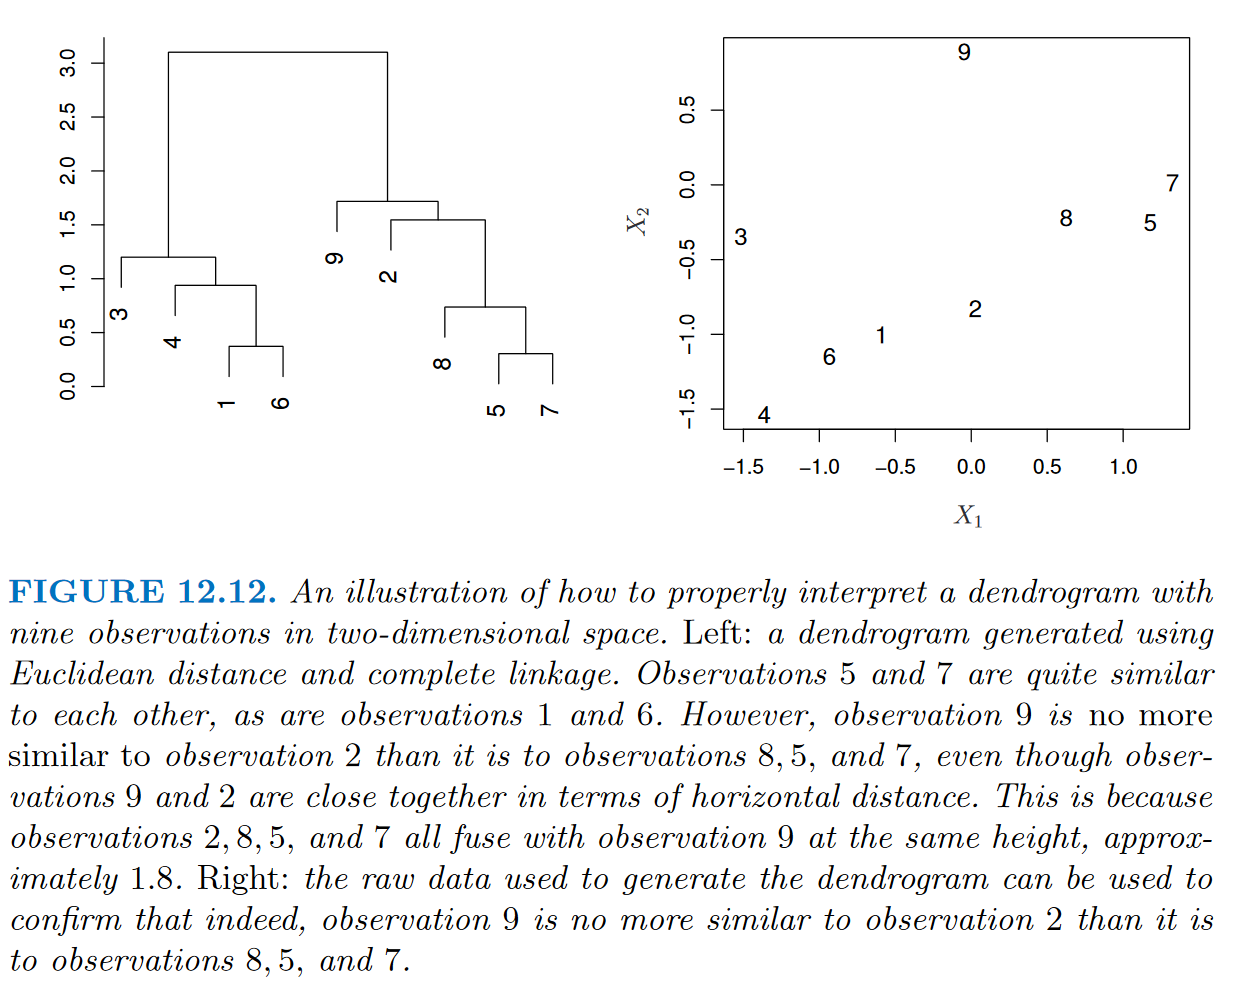 3.0
2.5
2.0
1.5
1.0
0.5
0.0
3
4
1
6
9
2
8
5
7
X2
0.5
0.0
−0.5
−1.0
−1.5
9
7
8
5
3
2
1
6
4
−1.5 −1.0 −0.5 0.0 0.5 1.0
X1
FIGURE 12.12. An illustration of how to properly interpret a dendrogram with
nine observations in two-dimensional space. Left: a dendrogram generated using
Euclidean distance and complete linkage. Observations 5 and 7 are quite similar
to each other, as are observations 1 and 6. However, observation 9 is no more
similar to observation 2 than it is to observations 8, 5, and 7, even though obser-
vations 9 and 2 are close together in terms of horizontal distance. This is because
observations 2, 8, 5, and 7 all fuse with observation 9 at the same height, approx-
imately 1.8. Right: the raw data used to generate the dendrogram can be used to
confirm that indeed, observation 9 is no more similar to observation 2 than it is
to observations 8, 5, and 7.